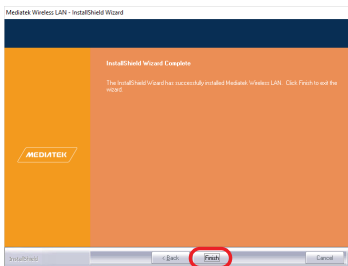 Mediatek Wireless LAN - InstallShield Wizard
InstallShield Wizard Complete
The InstallShield Wizard has successfully installed Mediatek Wireless LAN. Click Finish to exit the
wizard.
MEDIATEK
InstallShield
< Back
Finish
Cancel